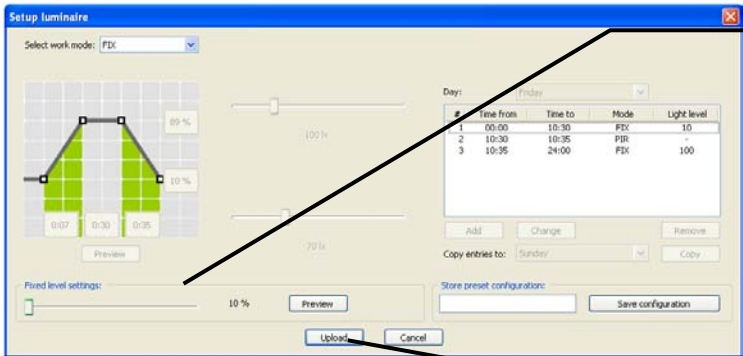 Setup luminaire
Select work mode: FIX
89 %
10 %
0:07 0:30 0:35
Preview
100 lx
70 lx
Day: Friday
# Time from Time to Mode Light level
1 00:00 10:30 FIX 10
2 10:30 10:35 PIR -
3 10:35 24:00 FIX 100
Add Change Remove
Copy entries to: Sunday Copy
Fixed level settings:
10 % Preview
Store preset configuration:
Save configuration
Upload Cancel